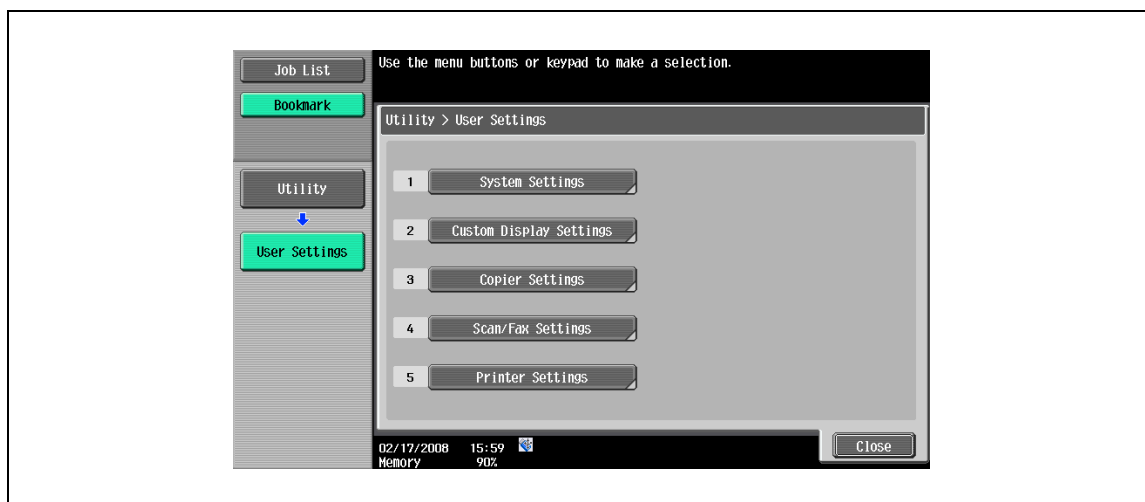 Job List
Bookmark
Utility
User Settings
Use the menu buttons or keypad to make a selection.
Utility > User Settings
1 System Settings
2 Custom Display Settings
3 Copier Settings
4 Scan/Fax Settings
5 Printer Settings
02/17/2008 15:59
Memory 90%
Close